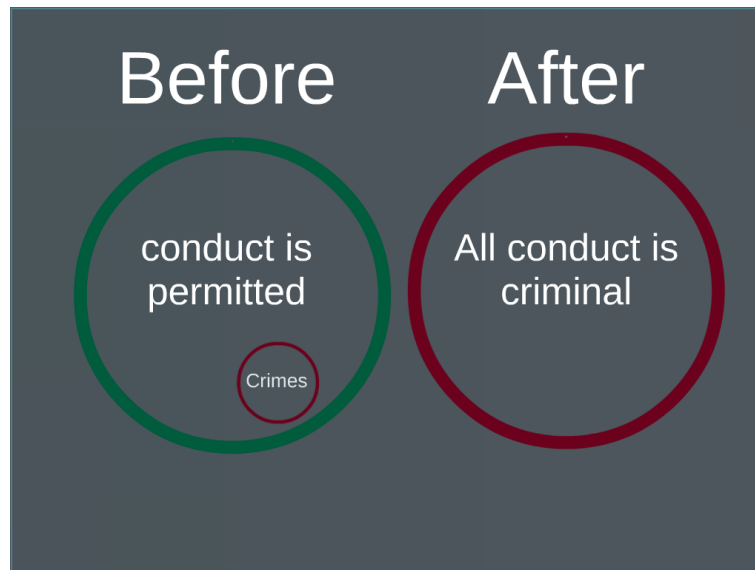 Before
After
conduct is
permitted
Crimes
All conduct is
criminal